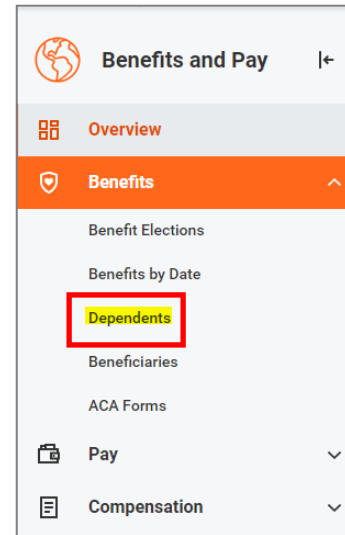 Benefits and Pay
Overview
Benefits
Benefit Elections
Benefits by Date
Dependents
Beneficiaries
ACA Forms
Pay
Compensation